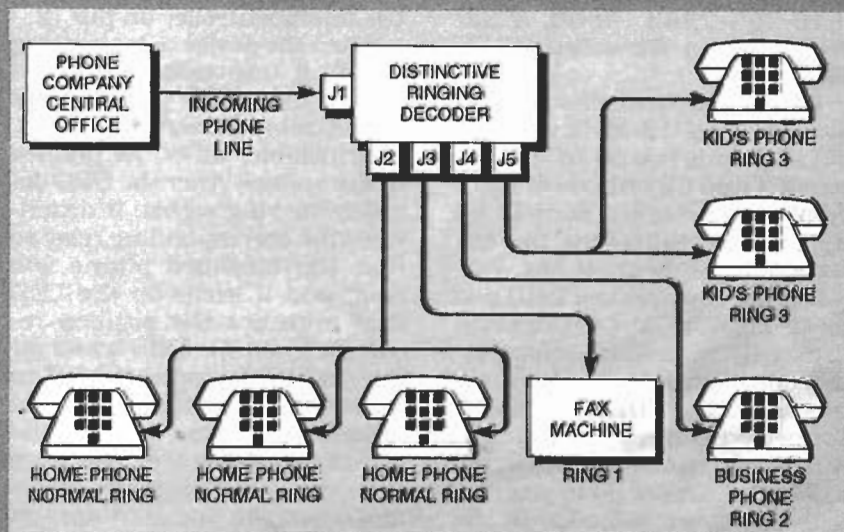 PHONE
COMPANY
CENTRAL
OFFICE
INCOMING
PHONE
LINE
J1
DISTINCTIVE
RINGING
DECODER
J2 J3 J4 J5
KID'S PHONE
RING 3
KID'S PHONE
RING 3
HOME PHONE
NORMAL RING
HOME PHONE
NORMAL RING
HOME PHONE
NORMAL RING
FAX
MACHINE
RING 1
BUSINESS
PHONE
RING 2